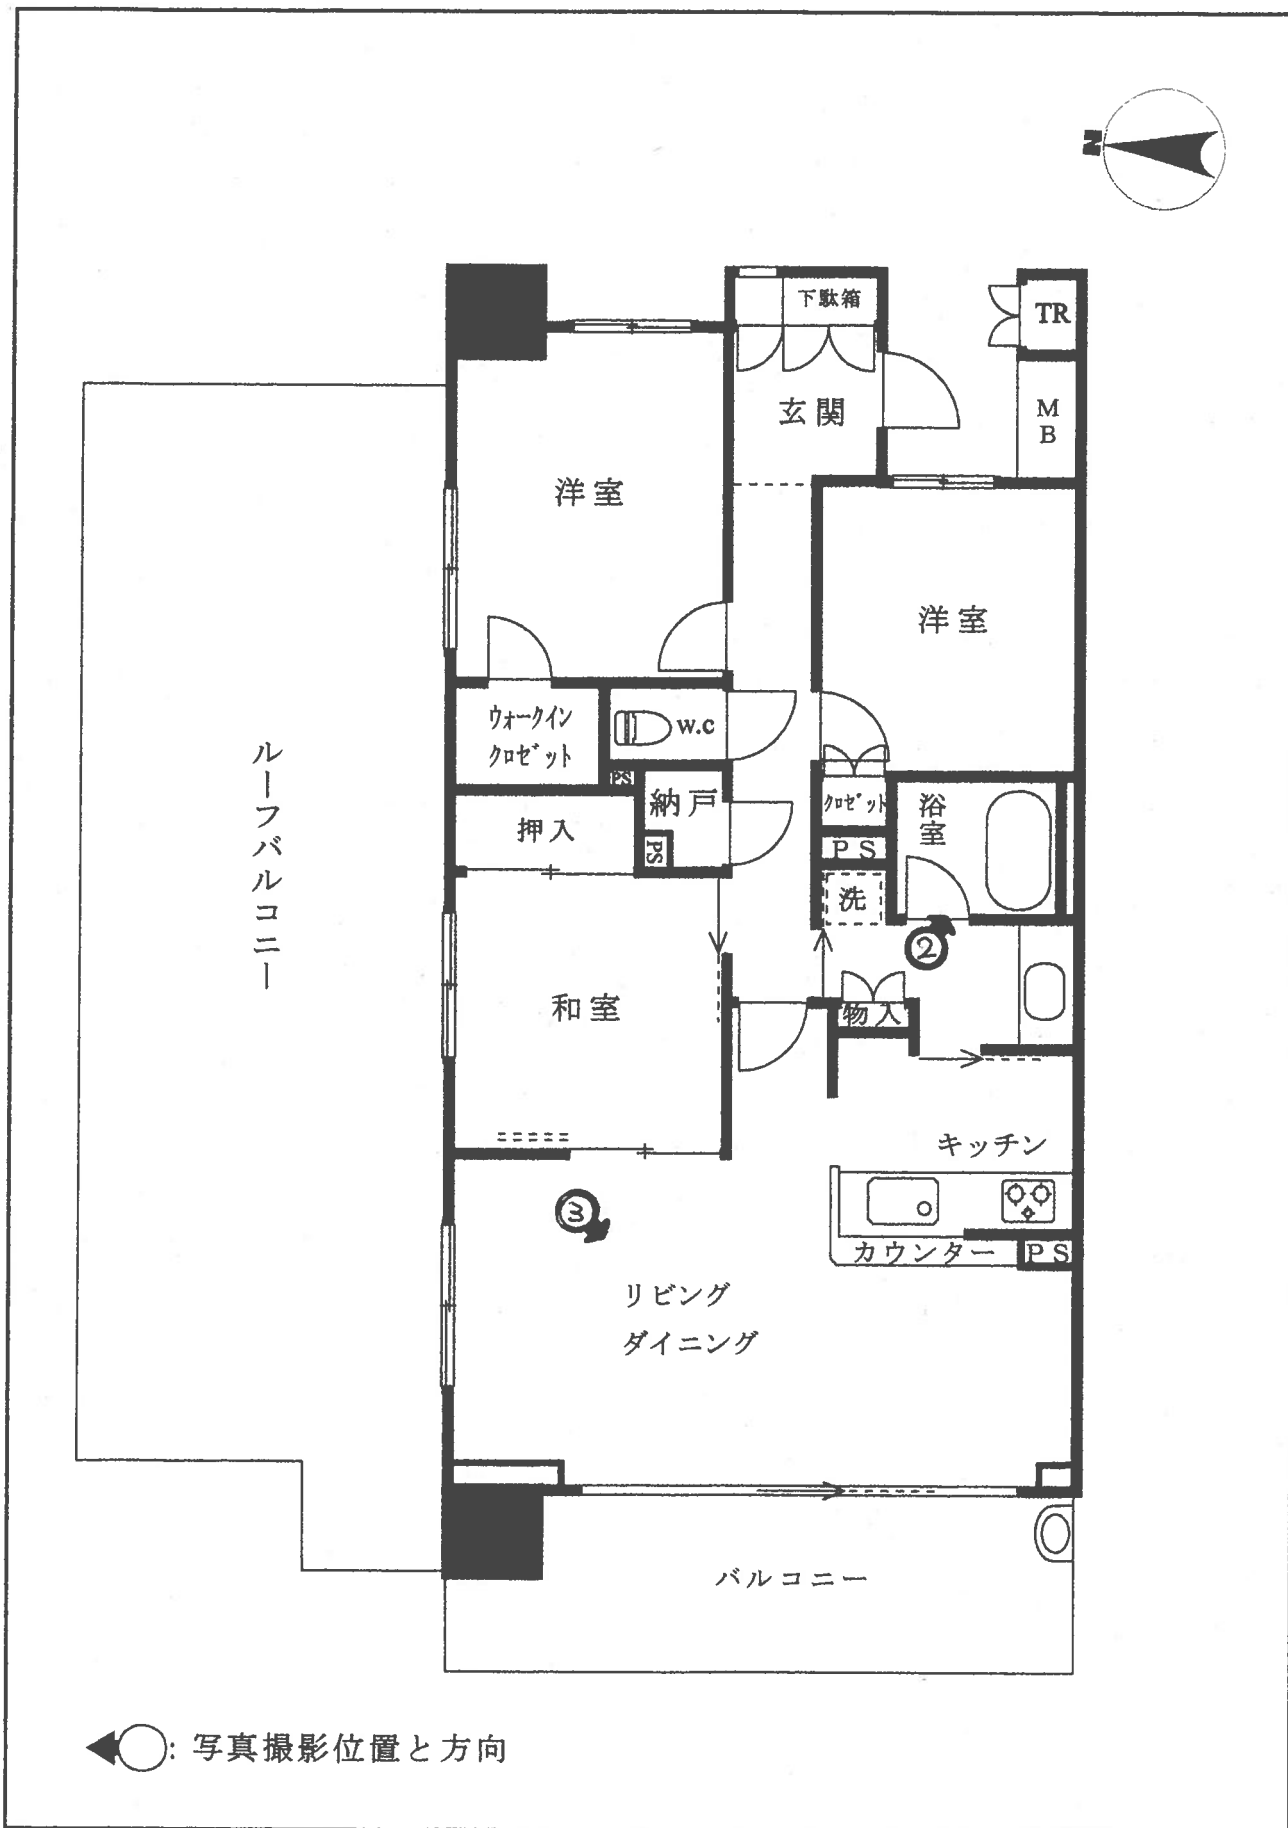 N
下駄箱
TR
玄関
M
B
洋室
洋室
ウォークイン
クロゼット
w.c
PS
納戸
PS
押入
クロゼット
浴室
PS
洗
②
物入
和室
ルーフバルコニー
キッチン
③
カウンター
PS
リビング
ダイニング
バルコニー
: 写真撮影位置と方向